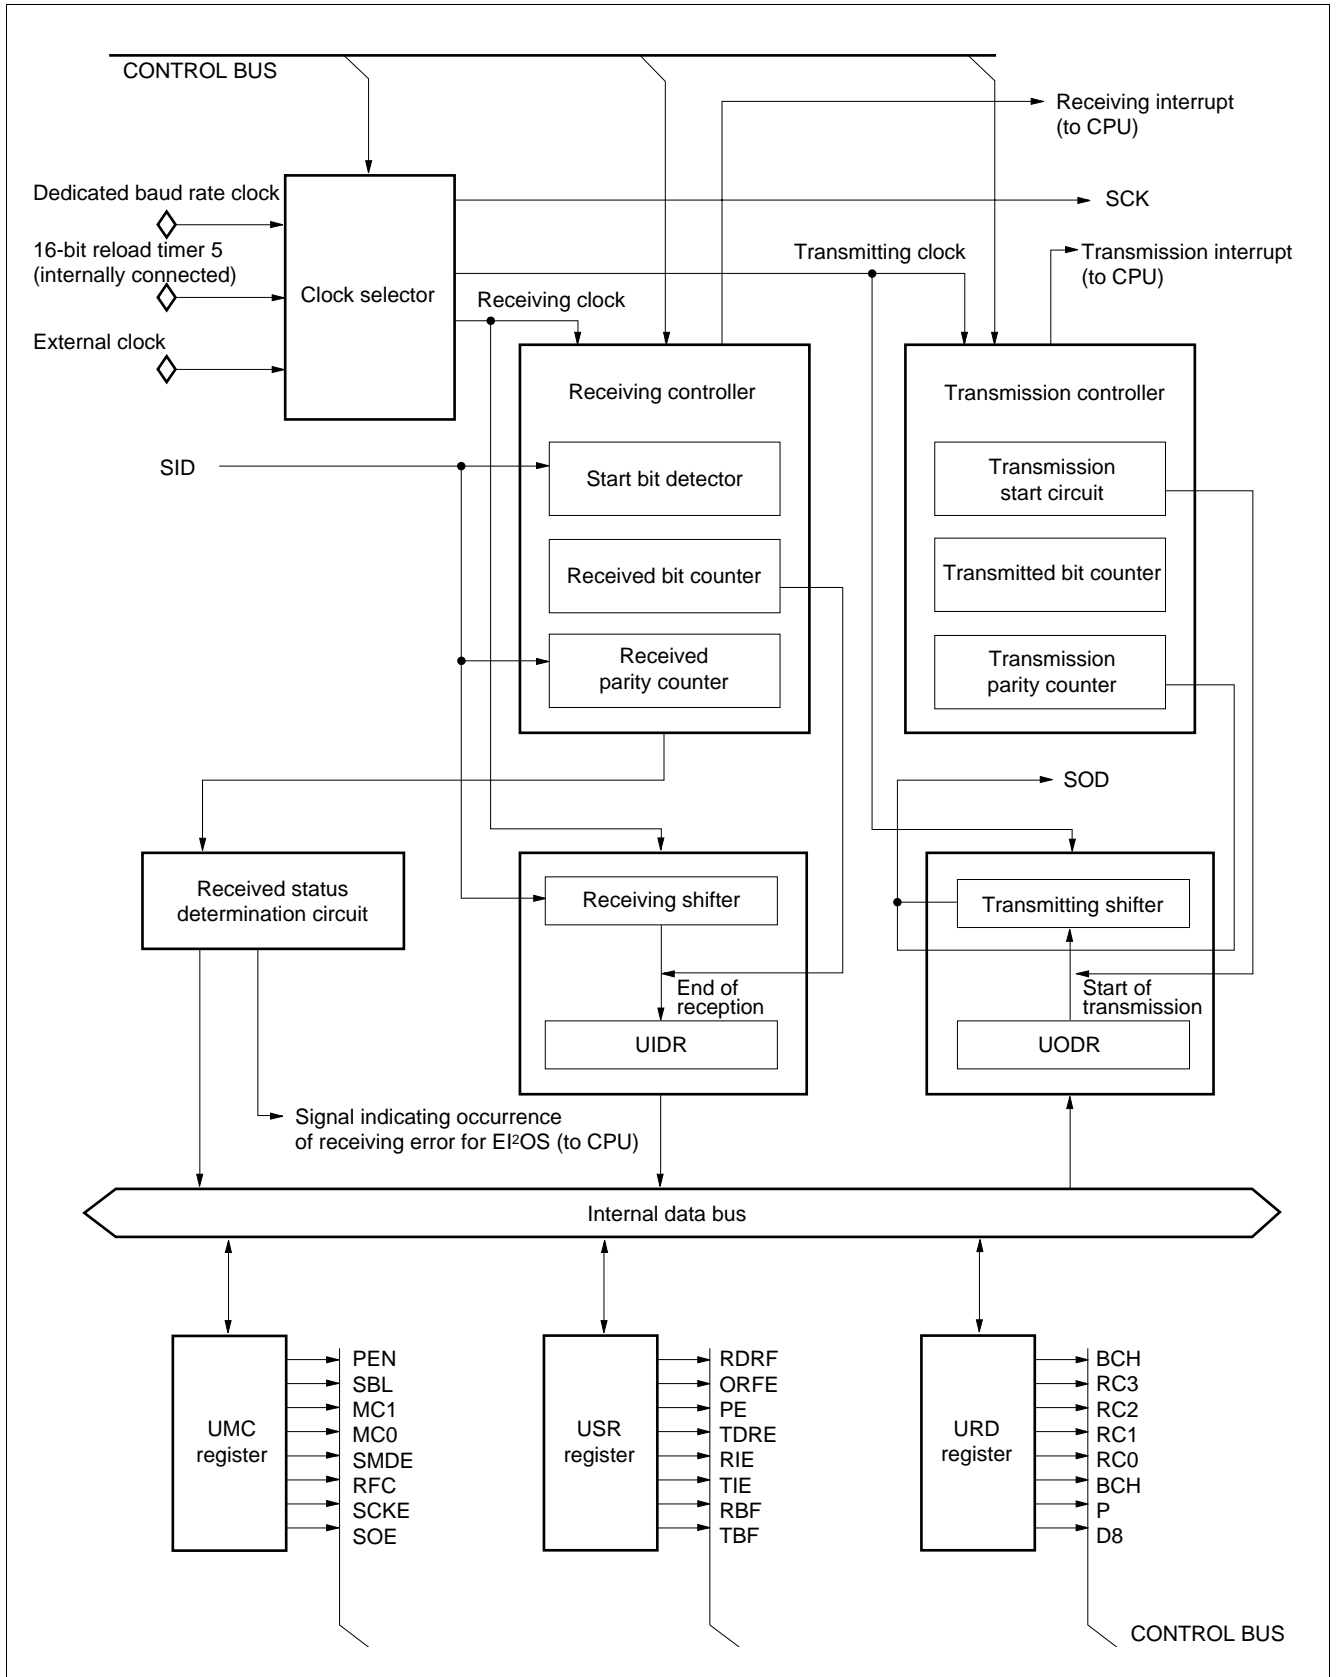 CONTROL BUS
Receiving interrupt
(to CPU)
Dedicated baud rate clock
SCK
16-bit reload timer 5
(internally connected)
Transmitting clock
Transmission interrupt
(to CPU)
Clock selector
Receiving clock
External clock
Receiving controller
Transmission controller
SID
Start bit detector
Transmission
start circuit
Received bit counter
Transmitted bit counter
Received
parity counter
Transmission
parity counter
SOD
Received status
determination circuit
Receiving shifter
Transmitting shifter
End of
reception
Start of
transmission
UIDR
UODR
Signal indicating occurrence
of receiving error for EI²OS (to CPU)
Internal data bus
UMC
register
PEN
SBL
MC1
MC0
SMDE
RFC
SCKE
SOE
USR
register
RDRF
ORFE
PE
TDRE
RIE
TIE
RBF
TBF
URD
register
BCH
RC3
RC2
RC1
RC0
BCH
P
D8
CONTROL BUS